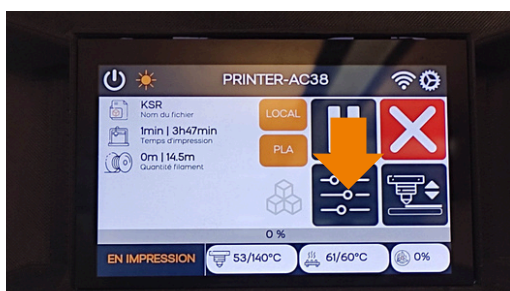 PRINTER-AC38
KSR
Nom du fichier
LOCAL
1min | 3h47min
Temps d'impression
PLA
0m | 14.5m
Quantité filament
0 %
EN IMPRESSION
53/140°C
61/60°C
0%